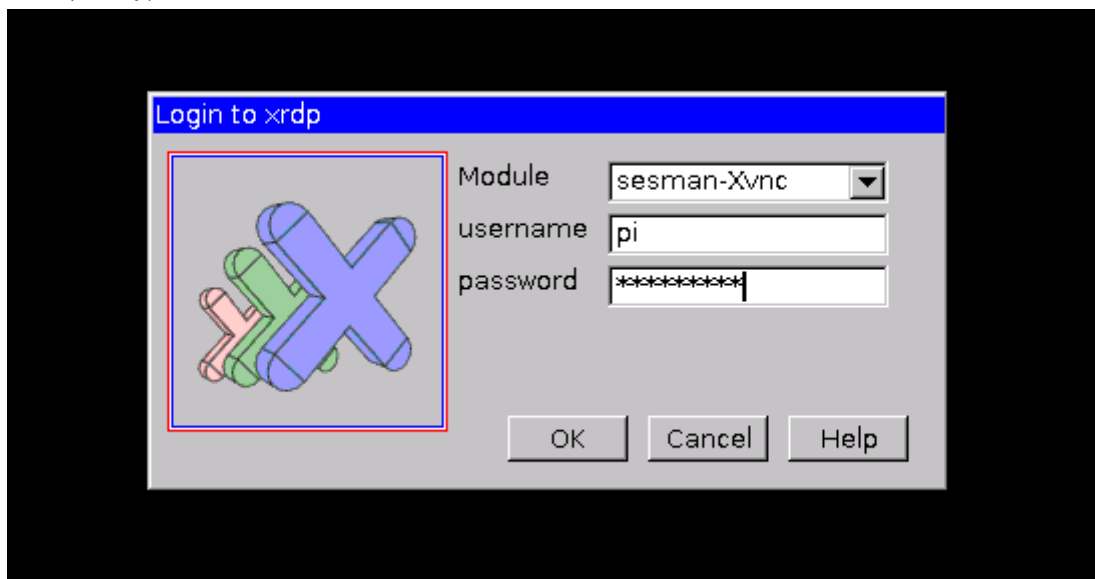 Login to xrdp
Module
sesman-Xvnc
username
pi
password
*********
OK
Cancel
Help